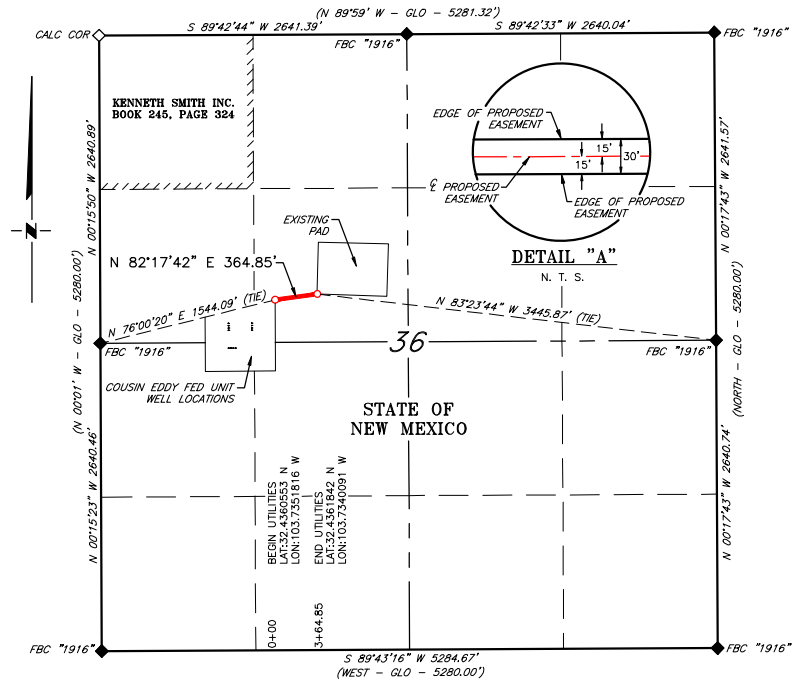 (N 89°59' W - GLO - 5281.32')
S 89°42'44" W 2641.39'
S 89°42'33" W 2640.04'
CALC COR
FBC "1916"
FBC "1916"
KENNETH SMITH INC.
BOOK 245, PAGE 324
N 00°15'50" W 2640.89'
N 00°17'43" W 2641.57'
EDGE OF PROPOSED
EASEMENT
15'
15'
30'
℄ PROPOSED
EASEMENT
EDGE OF PROPOSED
EASEMENT
DETAIL "A"
N. T. S.
N
EXISTING
PAD
N 82°17'42" E 364.85'
N 76°00'20" E 1544.09' (TIE)
N 83°23'44" W 3445.87' (TIE)
(N 00°01' W - GLO - 5280.00')
(NORTH - GLO - 5280.00')
FBC "1916"
36
FBC "1916"
COUSIN EDDY FED UNIT
WELL LOCATIONS
STATE OF
NEW MEXICO
N 00°15'23" W 2640.46'
N 00°17'43" W 2640.74'
BEGIN UTILITIES
LAT:32.4360553 N
LON:103.7351816 W
END UTILITIES
LAT:32.4361842 N
LON:103.7340091 W
0+00
3+64.85
FBC "1916"
FBC "1916"
S 89°43'16" W 5284.67'
(WEST - GLO - 5280.00')